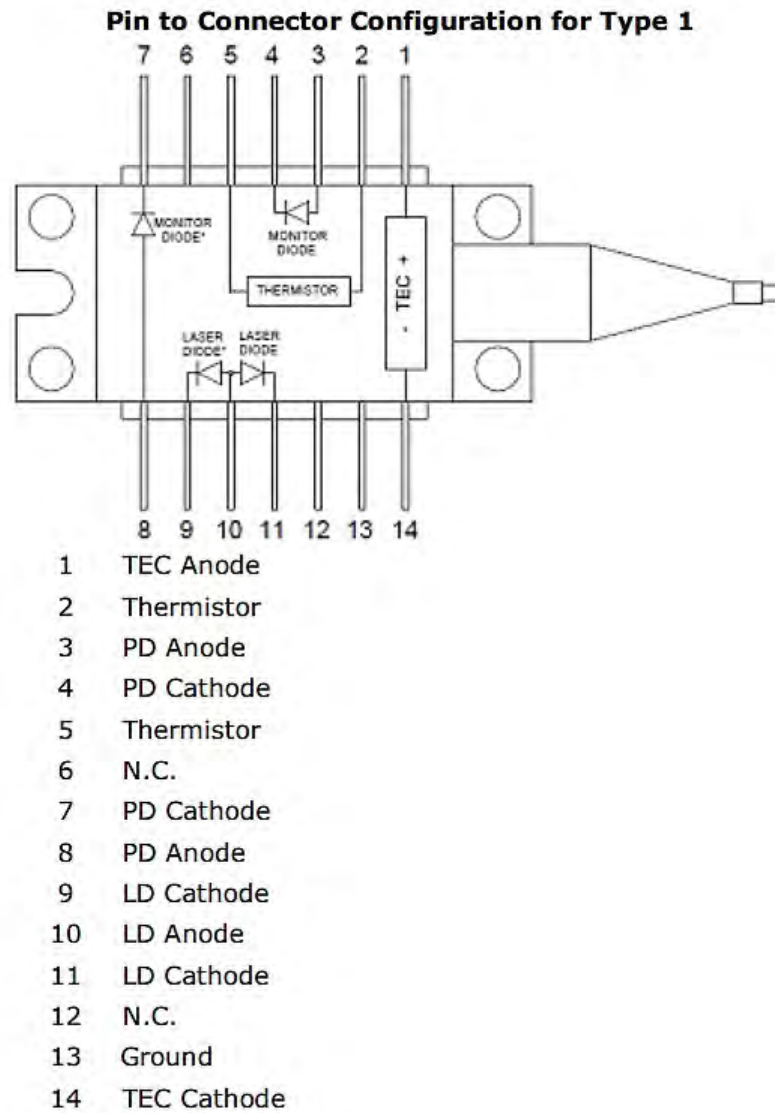 Pin to Connector Configuration for Type 1
7 6 5 4 3 2 1
MONITOR
DIODE*
MONITOR
DIODE
THERMISTOR
- TEC +
LASER
DIODE*
LASER
DIODE
8 9 10 11 12 13 14
1 TEC Anode
2 Thermistor
3 PD Anode
4 PD Cathode
5 Thermistor
6 N.C.
7 PD Cathode
8 PD Anode
9 LD Cathode
10 LD Anode
11 LD Cathode
12 N.C.
13 Ground
14 TEC Cathode